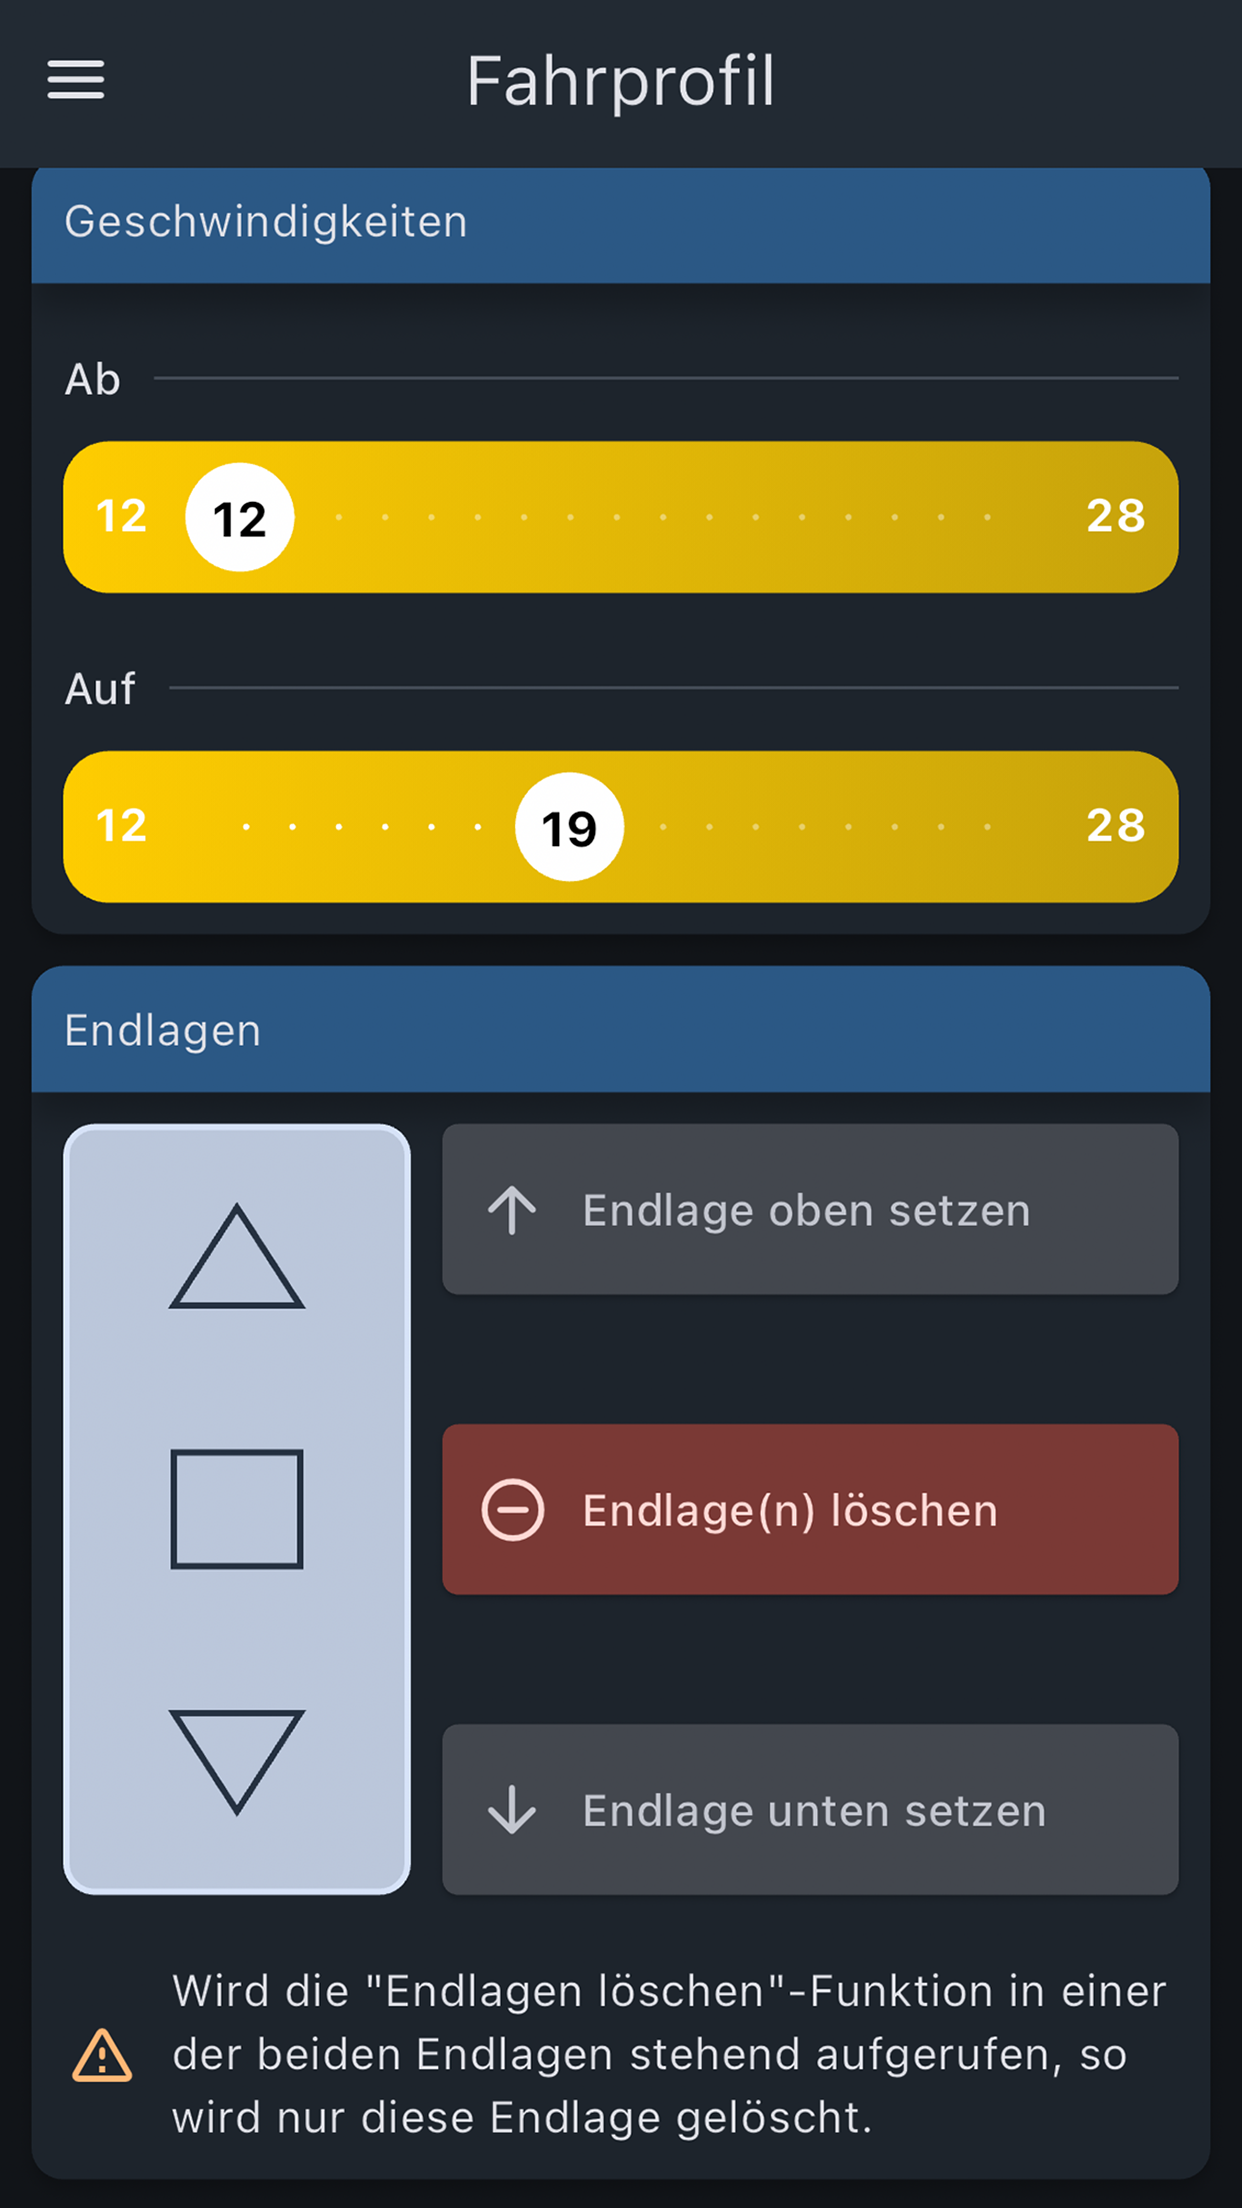 Fahrprofil
Geschwindigkeiten
Ab
12 12 28
Auf
12 19 28
Endlagen
Endlage oben setzen
Endlage(n) löschen
Endlage unten setzen
Wird die "Endlagen löschen"-Funktion in einer
der beiden Endlagen stehend aufgerufen, so
wird nur diese Endlage gelöscht.